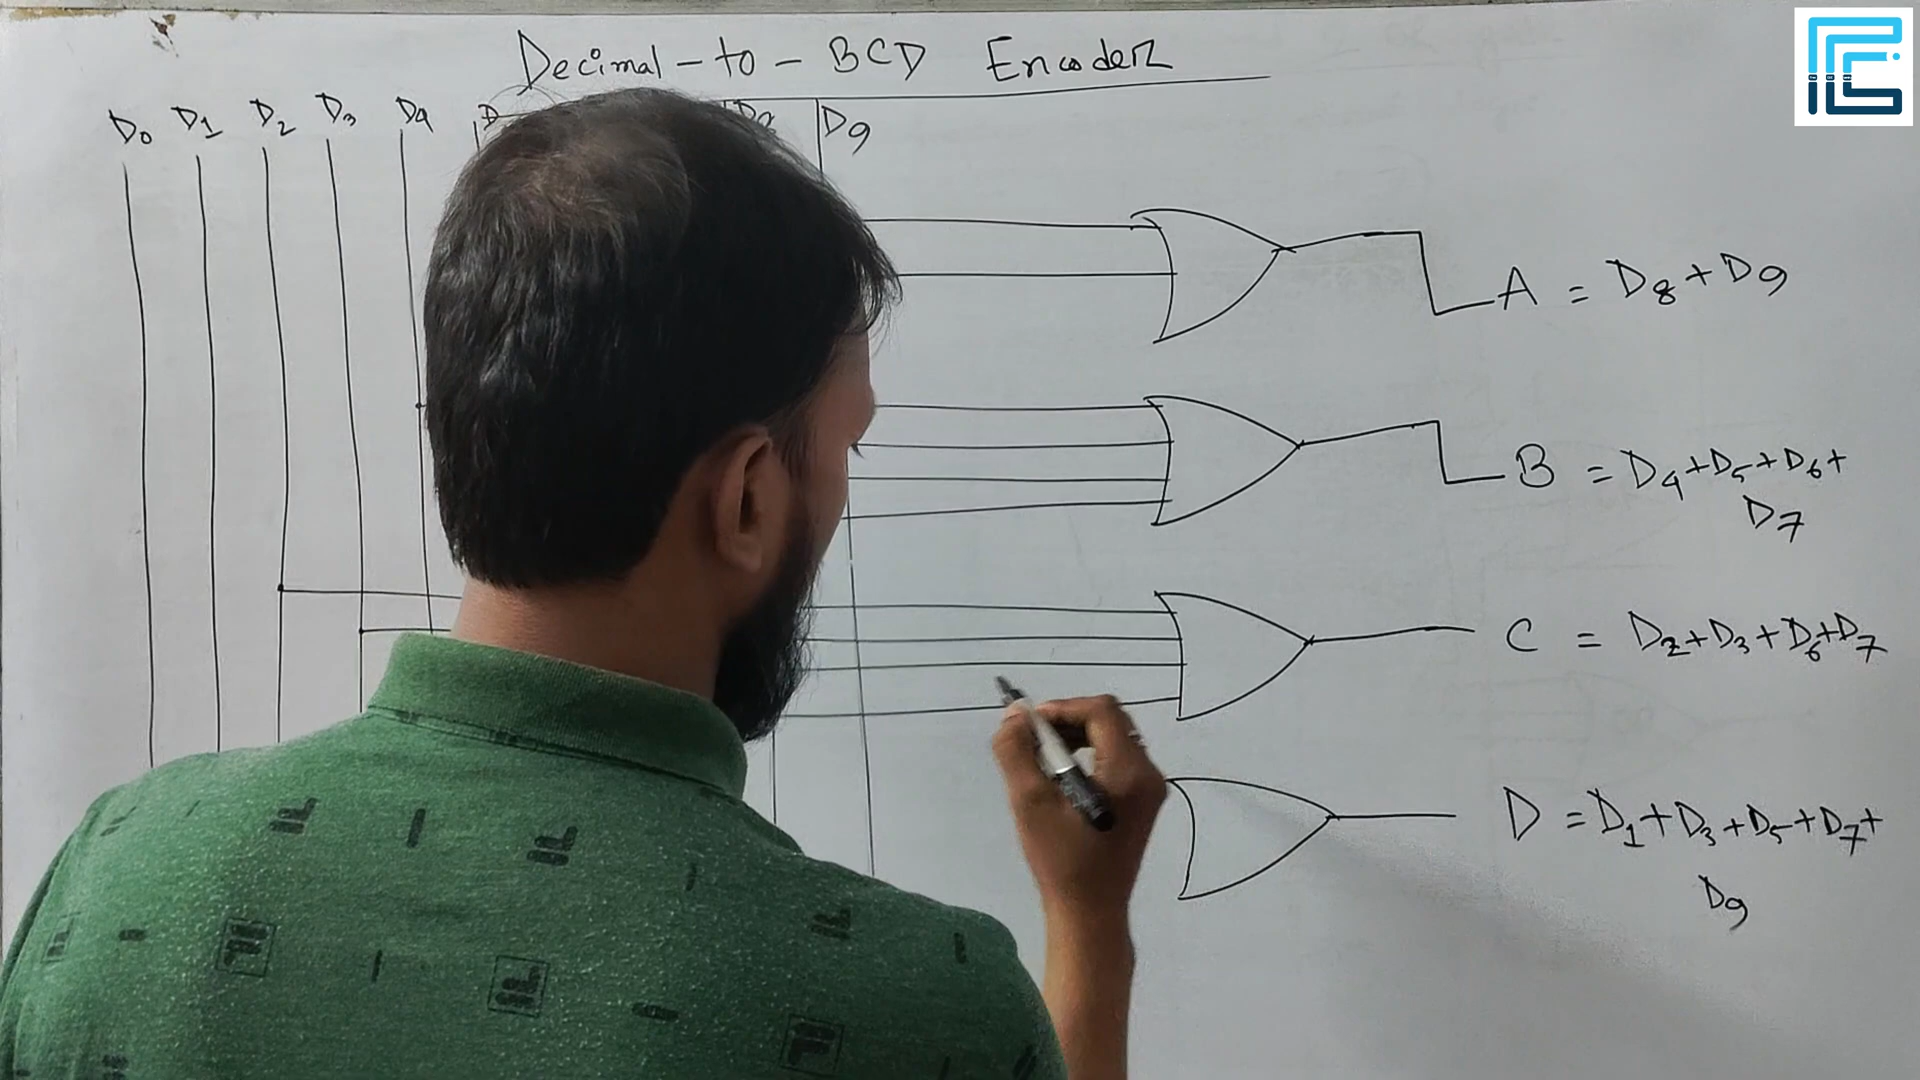 Decimal - to - BCD Encoder
D0 D1 D2 D3 D4 D D8 D9
A = D8 + D9
B = D4 + D5 + D6 +
D7
C = D2 + D3 + D6 + D7
D = D1 + D3 + D5 + D7 +
D9